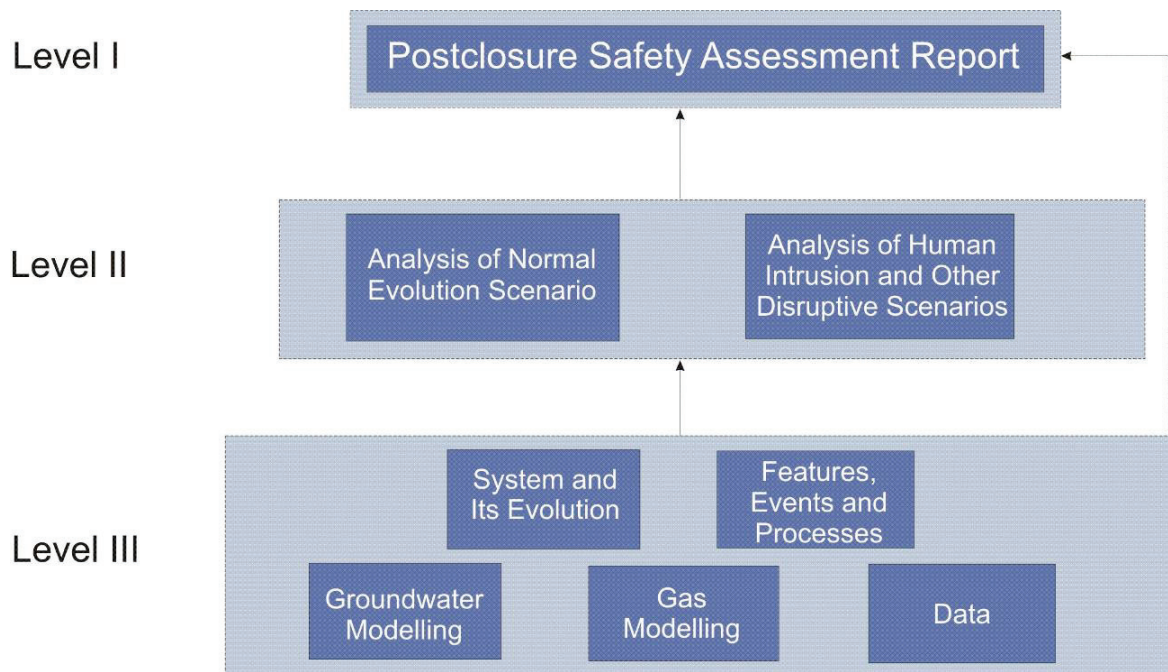 Level I
Postclosure Safety Assessment Report
Level II
Analysis of Normal
Evolution Scenario
Analysis of Human
Intrusion and Other
Disruptive Scenarios
Level III
System and
Its Evolution
Features,
Events and
Processes
Groundwater
Modelling
Gas
Modelling
Data